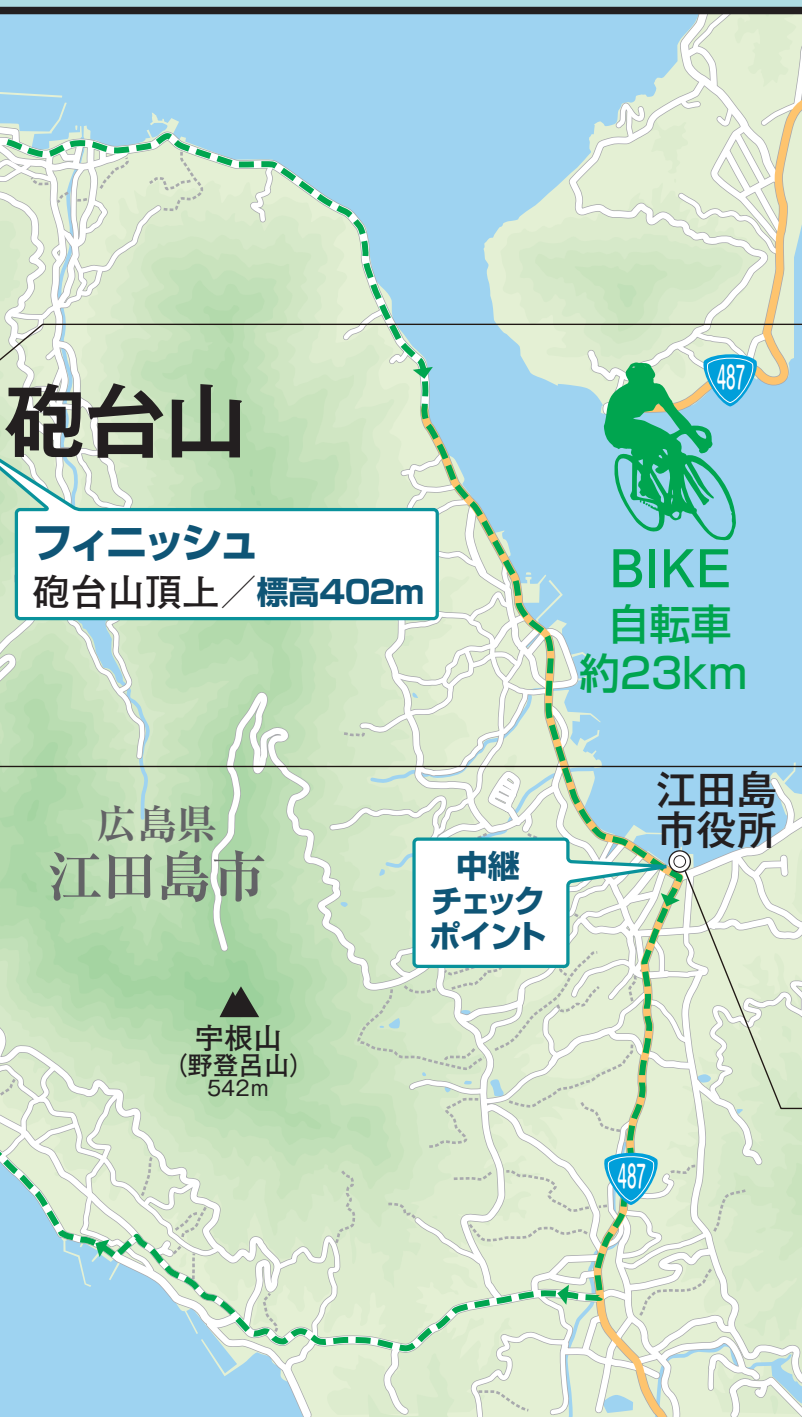 487
砲台山
フィニッシュ
砲台山頂上／標高402m
BIKE
自転車
約23km
江田島
市役所
広島県
江田島市
中継
チェック
ポイント
宇根山
(野登呂山)
542m
487